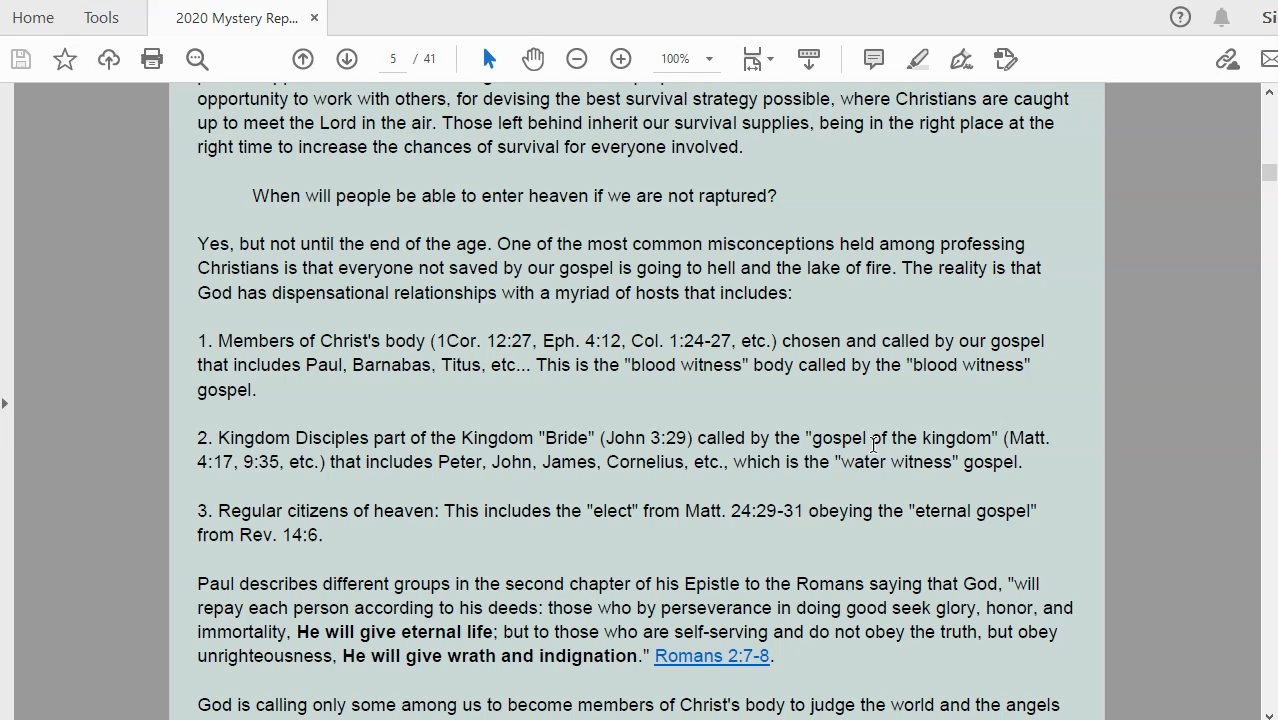 Home Tools 2020 Mystery Rep... × ? Si
5 / 41 100%
opportunity to work with others, for devising the best survival strategy possible, where Christians are caught
up to meet the Lord in the air. Those left behind inherit our survival supplies, being in the right place at the
right time to increase the chances of survival for everyone involved.
When will people be able to enter heaven if we are not raptured?
Yes, but not until the end of the age. One of the most common misconceptions held among professing
Christians is that everyone not saved by our gospel is going to hell and the lake of fire. The reality is that
God has dispensational relationships with a myriad of hosts that includes:
1. Members of Christ's body (1Cor. 12:27, Eph. 4:12, Col. 1:24-27, etc.) chosen and called by our gospel
that includes Paul, Barnabas, Titus, etc... This is the "blood witness" body called by the "blood witness"
gospel.
2. Kingdom Disciples part of the Kingdom "Bride" (John 3:29) called by the "gospel of the kingdom" (Matt.
4:17, 9:35, etc.) that includes Peter, John, James, Cornelius, etc., which is the "water witness" gospel.
3. Regular citizens of heaven: This includes the "elect" from Matt. 24:29-31 obeying the "eternal gospel"
from Rev. 14:6.
Paul describes different groups in the second chapter of his Epistle to the Romans saying that God, "will
repay each person according to his deeds: those who by perseverance in doing good seek glory, honor, and
immortality, He will give eternal life; but to those who are self-serving and do not obey the truth, but obey
unrighteousness, He will give wrath and indignation." Romans 2:7-8.
God is calling only some among us to become members of Christ's body to judge the world and the angels